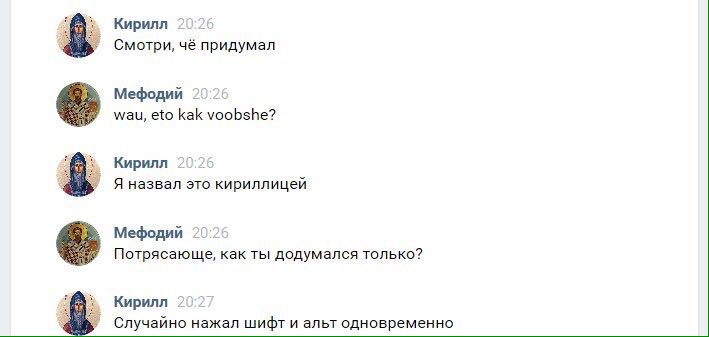 Кирилл 20:26
Смотри, чё придумал
Мефодий 20:26
wau, eto kak voobshe?
Кирилл 20:26
Я назвал это кириллицей
Мефодий 20:26
Потрясающе, как ты додумался только?
Кирилл 20:27
Случайно нажал шифт и альт одновременно